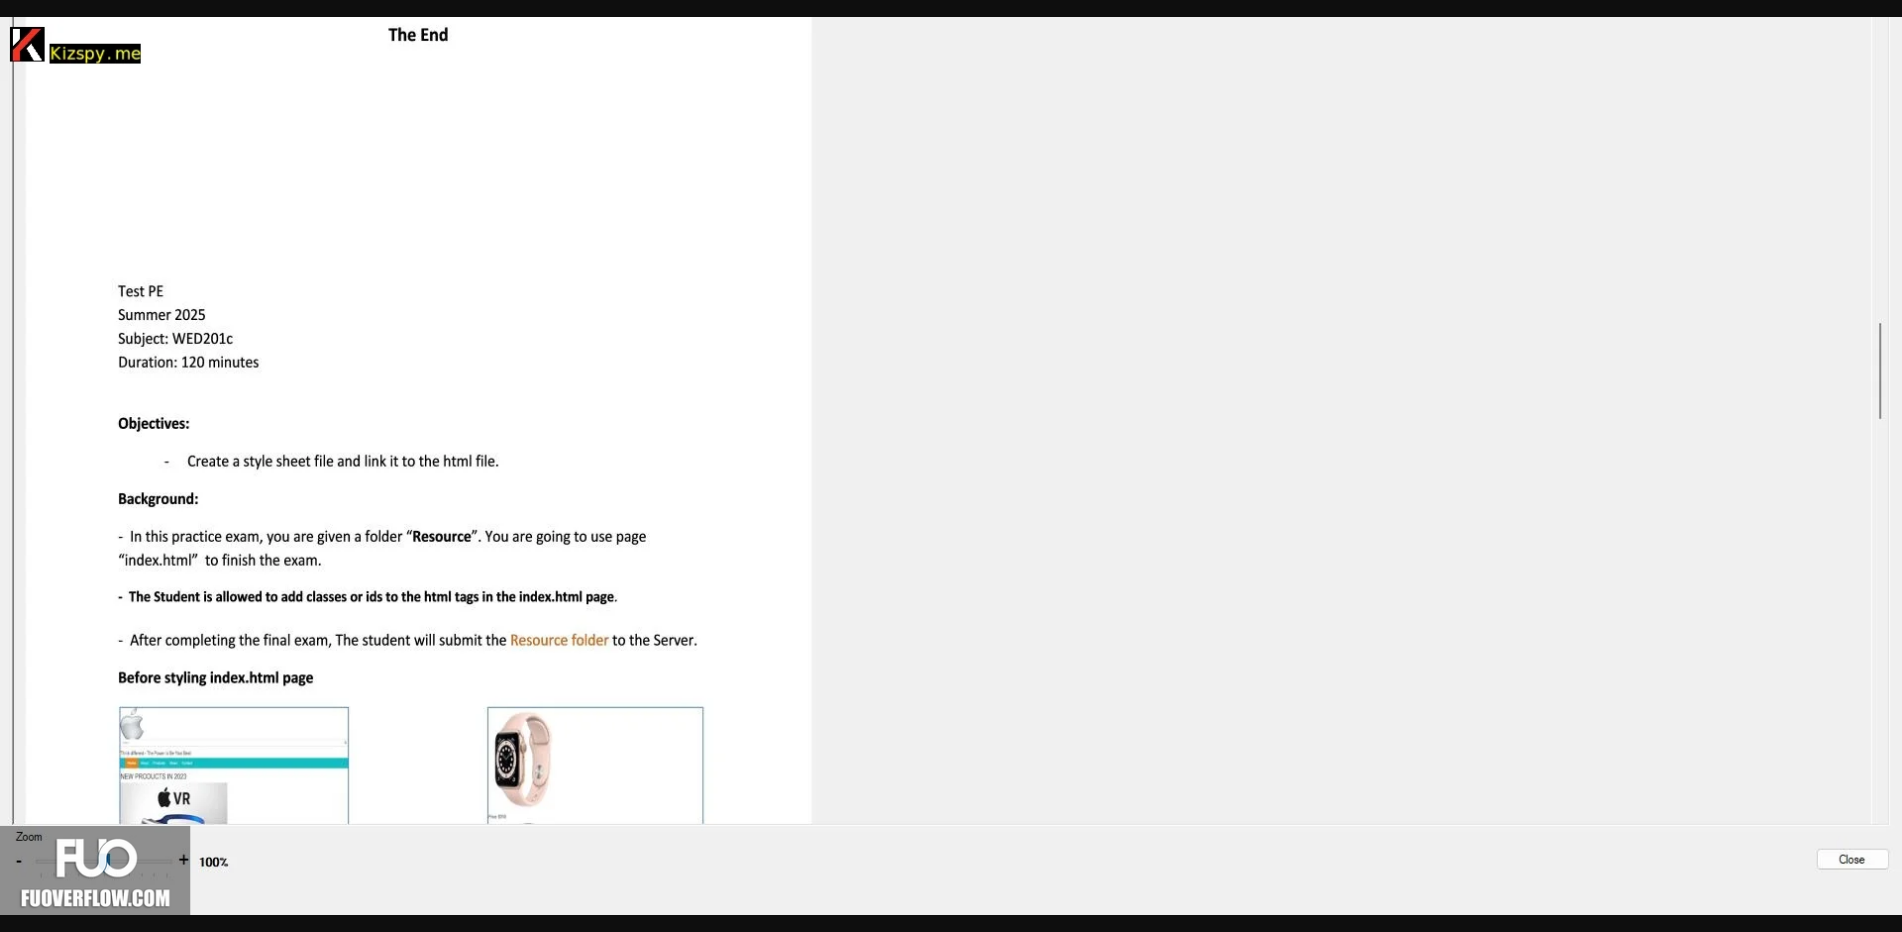 The End
Kizspy.me
Test PE
Summer 2025
Subject: WED201c
Duration: 120 minutes
Objectives:
- Create a style sheet file and link it to the html file.
Background:
- In this practice exam, you are given a folder “Resource”. You are going to use page
“index.html” to finish the exam.
- The Student is allowed to add classes or ids to the html tags in the index.html page.
- After completing the final exam, The student will submit the Resource folder to the Server.
Before styling index.html page
NEW PRODUCTS IN 2023
VR
Zoom
- + 100%
FUO
FUOVERFLOW.COM
Close